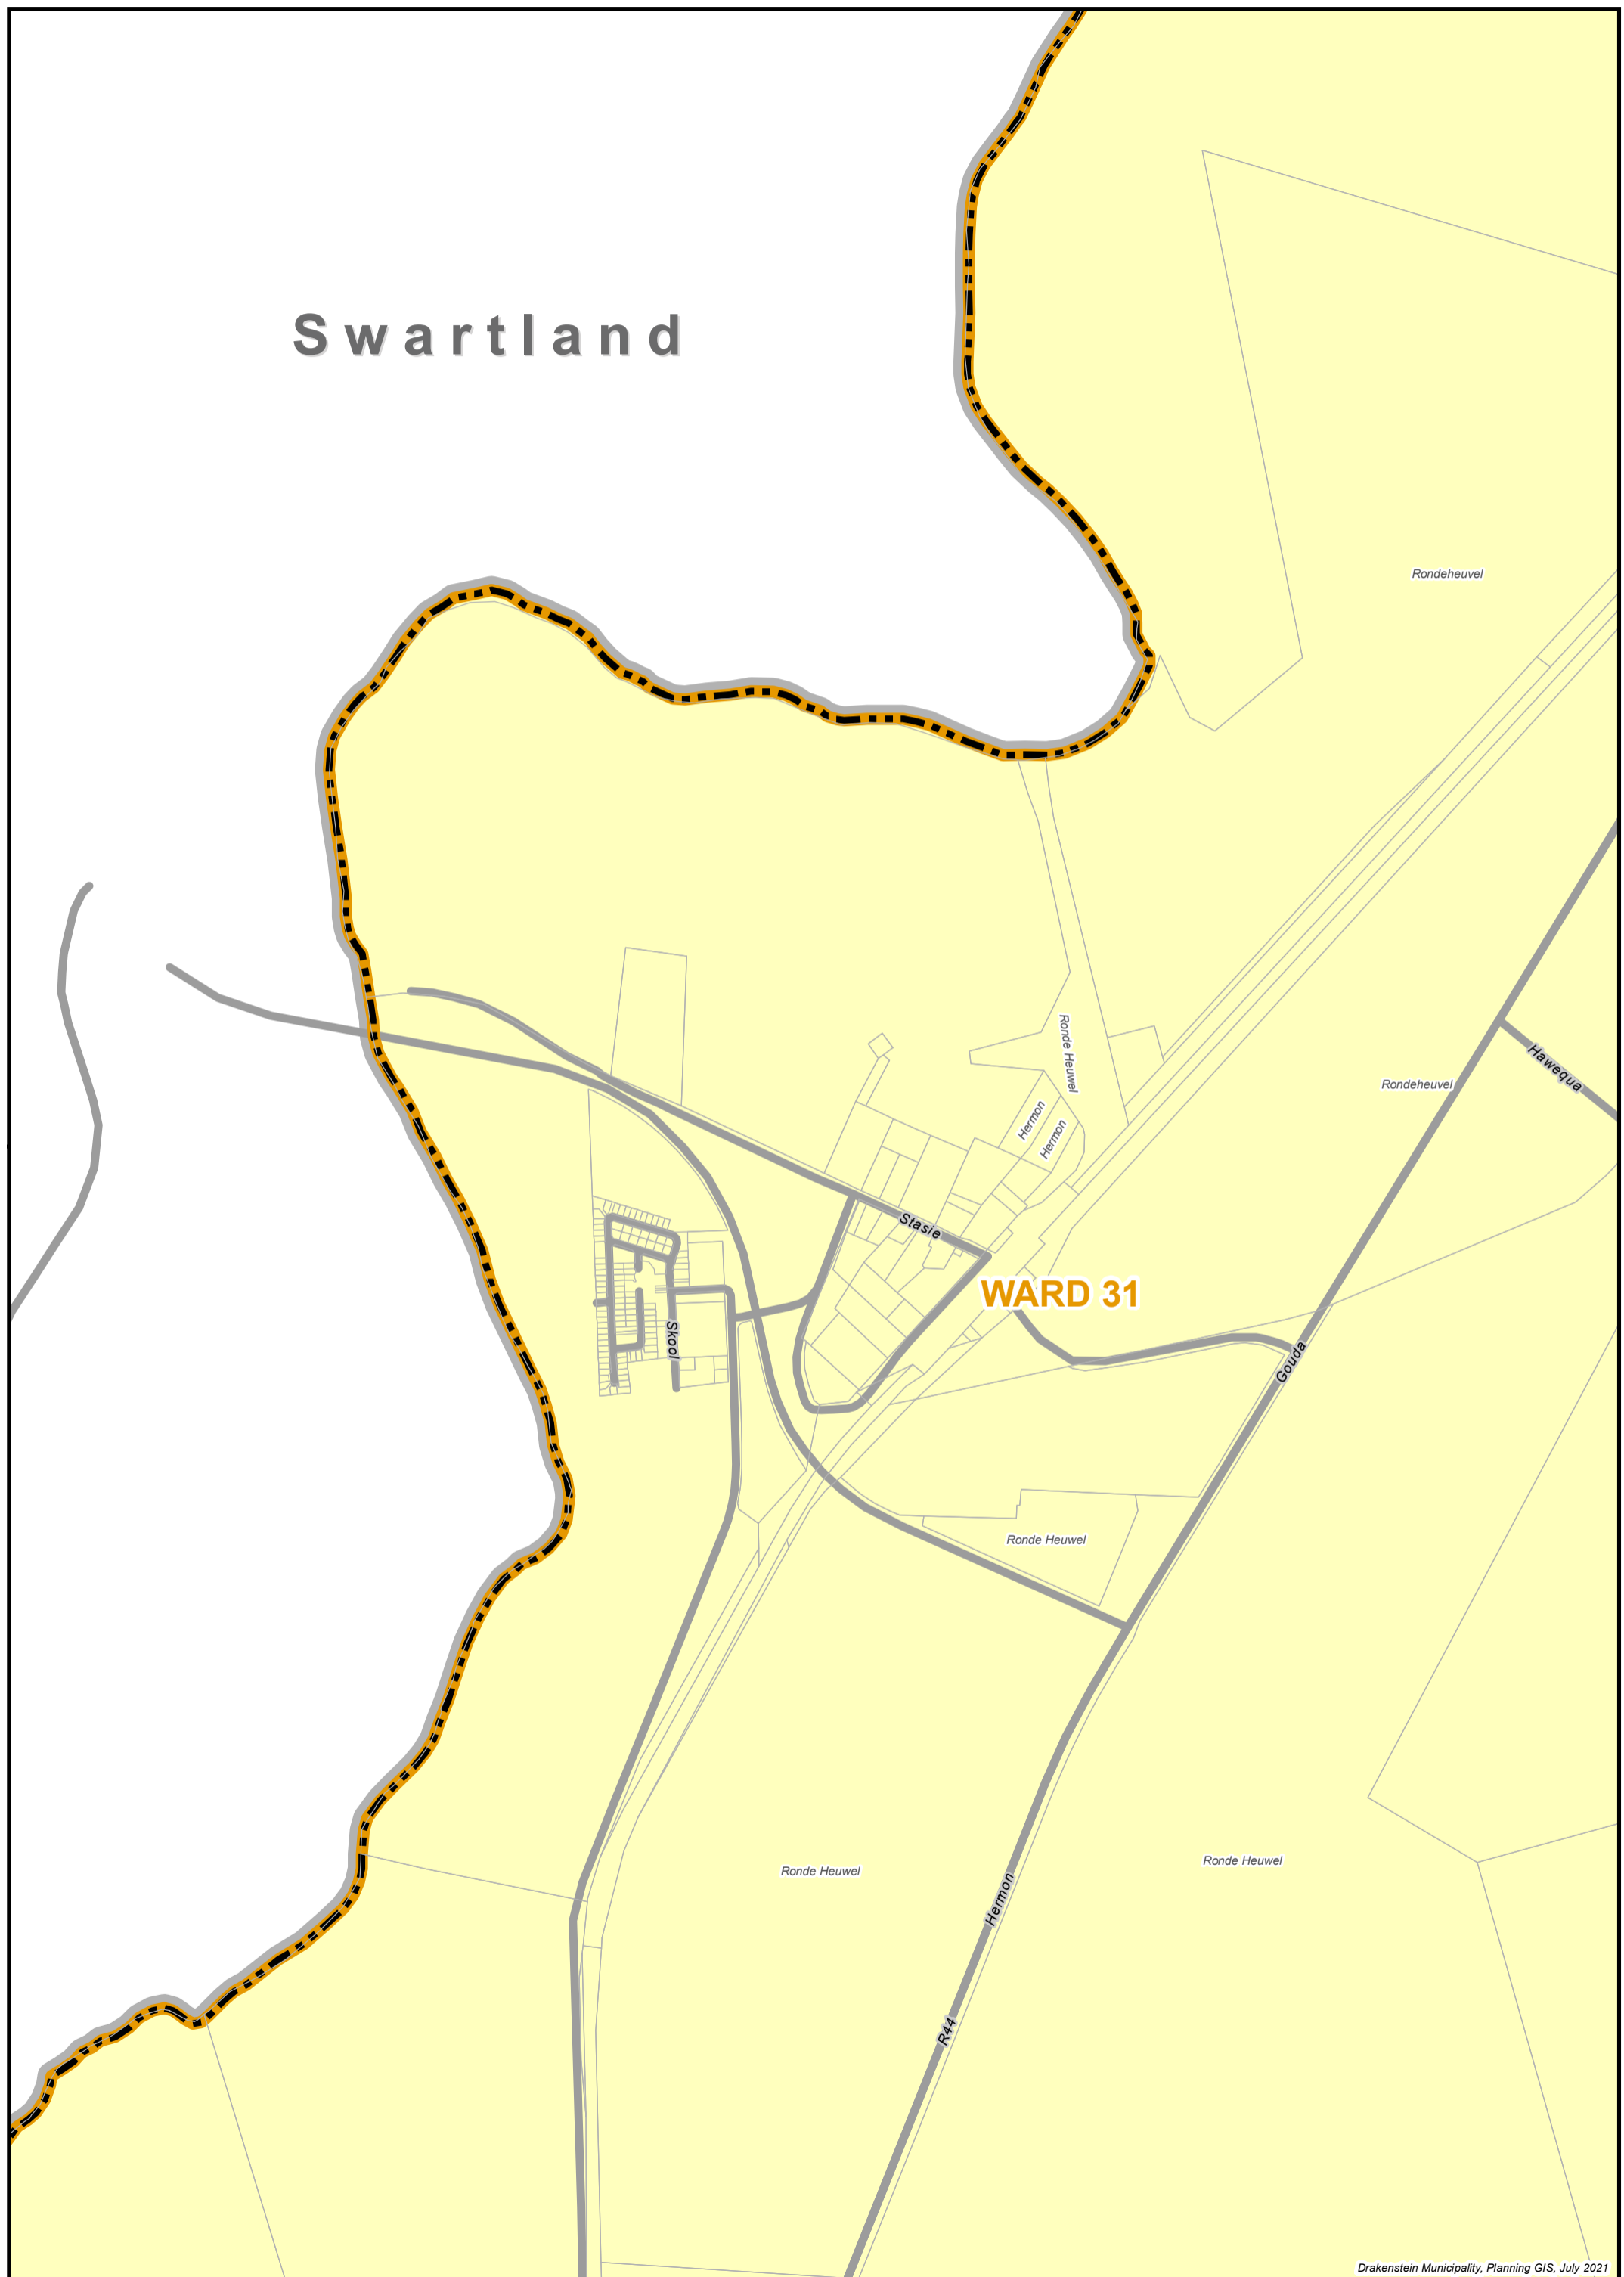 Swartland
Rondeheuvel
Ronde Heuwel
Hawequa
Rondeheuvel
Hermon
Hermon
Stasie
WARD 31
Skool
Gouda
Ronde Heuwel
Ronde Heuwel
Ronde Heuwel
Hermon
R44
Drakenstein Municipality, Planning GIS, July 2021